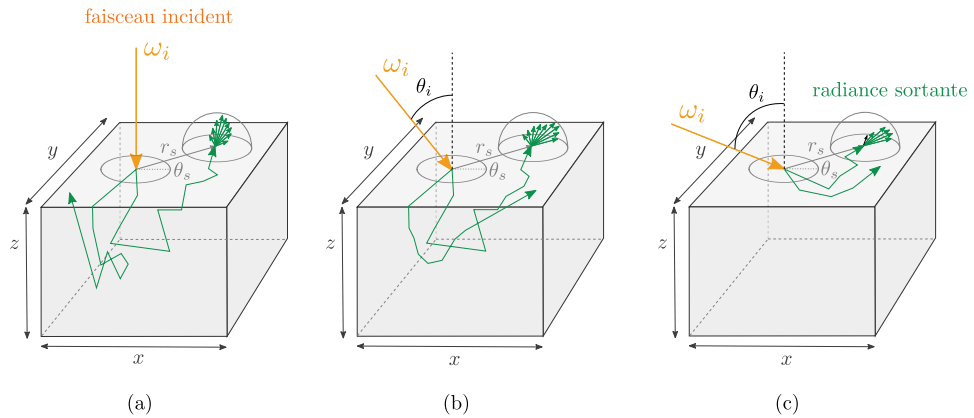 faisceau incident
ω_i
r_s
θ_s
y
z
x
(a)
ω_i
θ_i
r_s
θ_s
y
z
x
(b)
radiance sortante
ω_i
θ_i
r_s
θ_s
y
z
x
(c)